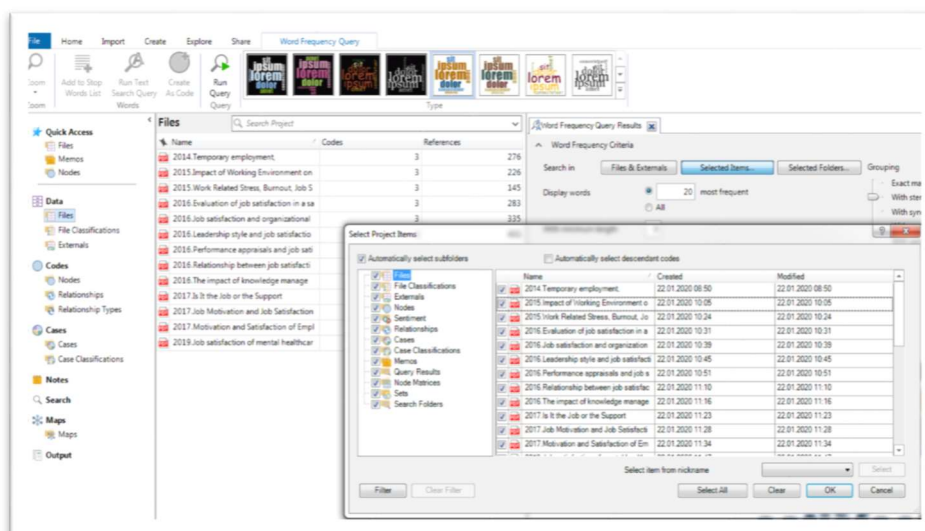 File Home Import Create Explore Share Word Frequency Query
Zoom
Add to Stop Words List
Run Text Search Query
Create As Code
Run Query
Zoom Words Query Type
Quick Access
Files
Memos
Nodes
Data
Files
File Classifications
Externals
Codes
Nodes
Relationships
Relationship Types
Cases
Cases
Case Classifications
Notes
Search
Maps
Maps
Output
Files Search Project
Name Codes References
2014.Temporary employment, 3 276
2015.Impact of Working Environment on 3 226
2015.Work Related Stress, Burnout, Job S 3 145
2016.Evaluation of job satisfaction in a sa 3 283
2016.Job satisfaction and organizational 3 335
2016.Leadership style and job satisfactio
2016.Performance appraisals and job sati
2016.Relationship between job satisfacti
2016.The impact of knowledge manage
2017.Is It the Job or the Support
2017.Job Motivation and Job Satisfaction
2017.Motivation and Satisfaction of Empl
2019.Job satisfaction of mental healthcar
Word Frequency Query Results
Word Frequency Criteria
Search in Files & Externals Selected Items... Selected Folders... Grouping
Display words 20 most frequent
All
Exact ma
With ster
With syn
Select Project Items
Automatically select subfolders Automatically select descendant codes
Files
File Classifications
Externals
Nodes
Sentiment
Relationships
Cases
Case Classifications
Memos
Query Results
Node Matrices
Sets
Search Folders
Name Created Modified
2014.Temporary employment, 22.01.2020 08:50 22.01.2020 08:50
2015.Impact of Working Environment o 22.01.2020 10:05 22.01.2020 10:05
2015.Work Related Stress, Burnout, Jo 22.01.2020 10:24 22.01.2020 10:24
2016.Evaluation of job satisfaction in a 22.01.2020 10:31 22.01.2020 10:31
2016.Job satisfaction and organization 22.01.2020 10:39 22.01.2020 10:39
2016.Leadership style and job satisfacti 22.01.2020 10:45 22.01.2020 10:45
2016.Performance appraisals and job s 22.01.2020 10:51 22.01.2020 10:51
2016.Relationship between job satisfac 22.01.2020 11:10 22.01.2020 11:10
2016.The impact of knowledge manage 22.01.2020 11:16 22.01.2020 11:16
2017.Is It the Job or the Support 22.01.2020 11:23 22.01.2020 11:23
2017.Job Motivation and Job Satisfacti 22.01.2020 11:28 22.01.2020 11:28
2017.Motivation and Satisfaction of Em 22.01.2020 11:34 22.01.2020 11:34
Select item from nickname Select
Filter Clear Filter Select All Clear OK Cancel